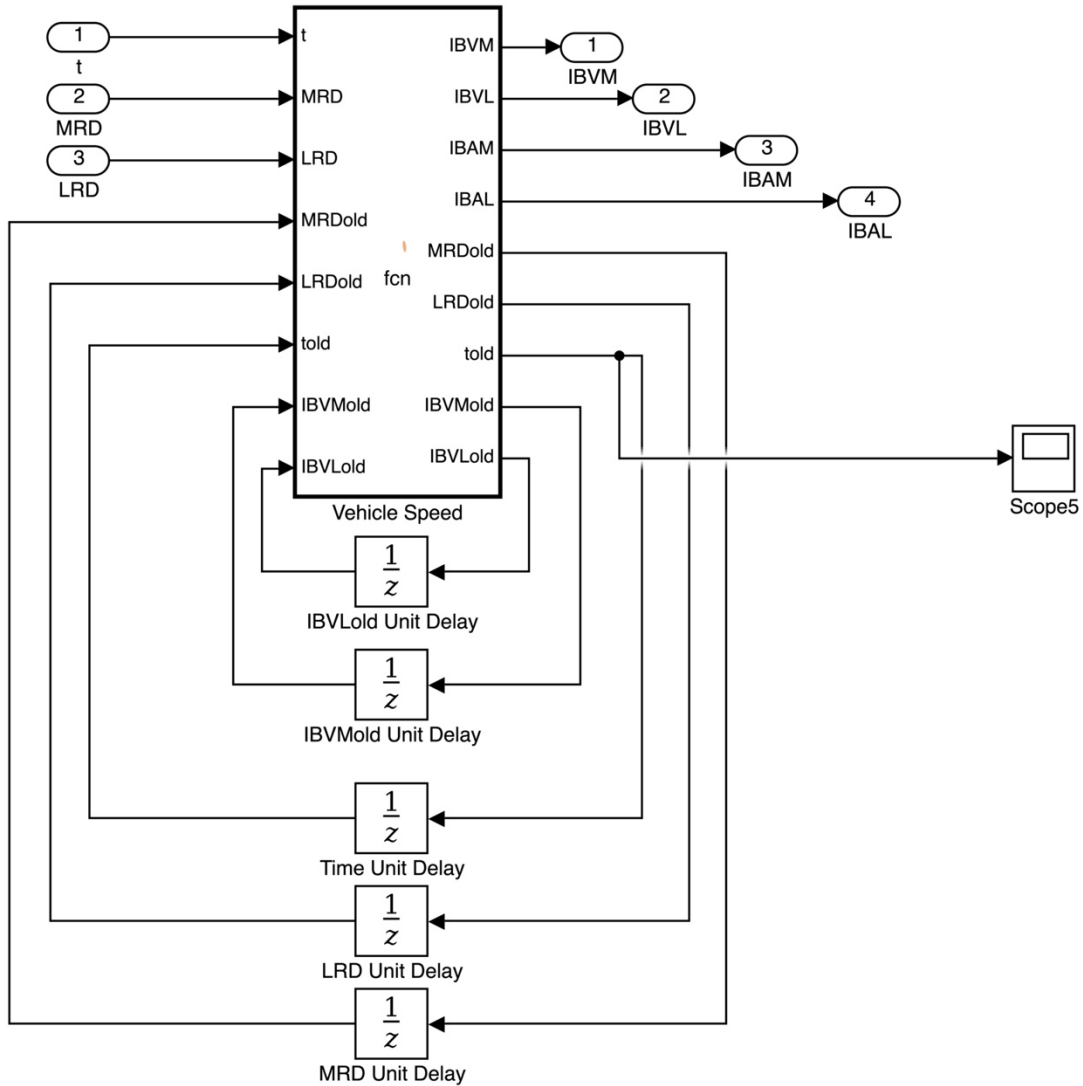 1
t
2
MRD
3
LRD
t
MRD
LRD
MRDold
LRDold
told
IBVMold
IBVLold
fcn
IBVM
IBVL
IBAM
IBAL
MRDold
LRDold
told
IBVMold
IBVLold
Vehicle Speed
1
IBVM
2
IBVL
3
IBAM
4
IBAL
Scope5
1
z
IBVLold Unit Delay
1
z
IBVMold Unit Delay
1
z
Time Unit Delay
1
z
LRD Unit Delay
1
z
MRD Unit Delay